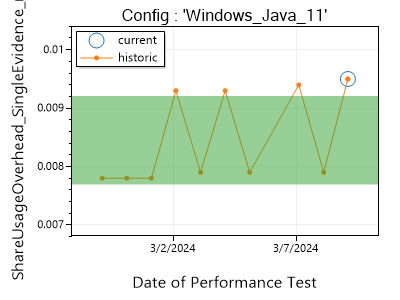 Config : 'Windows_Java_11'
current
historic
0.01
0.009
0.008
0.007
3/2/2024
3/7/2024
Date of Performance Test
ShareUsageOverhead_SingleEvidence_